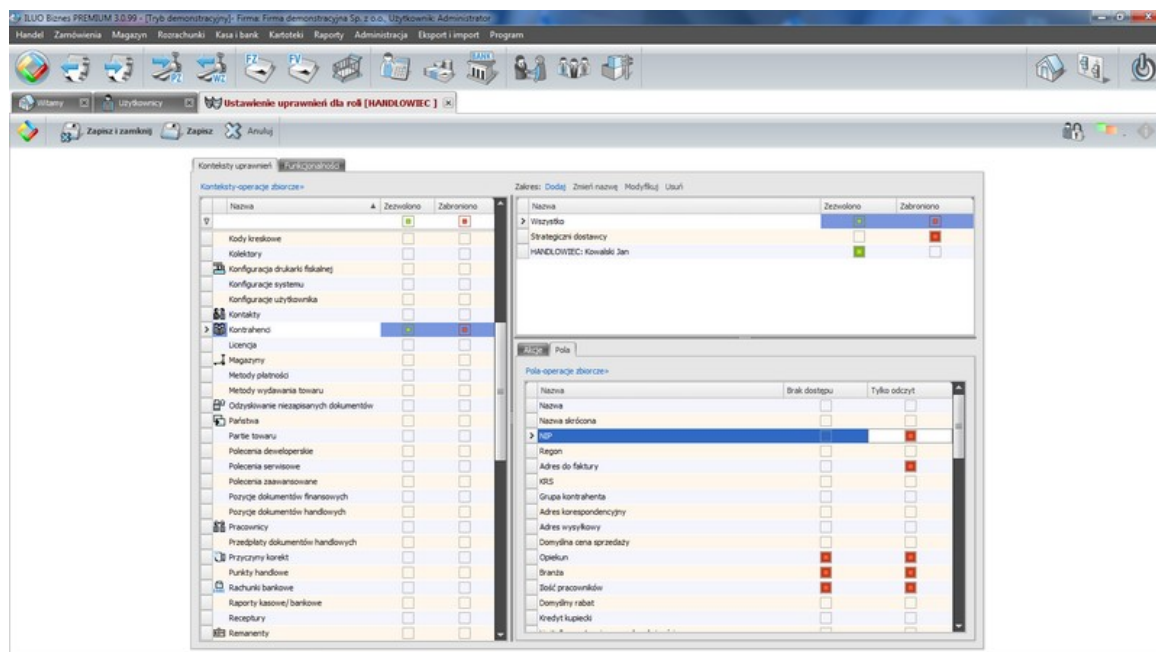 ILUO Biznes PREMIUM 3.0.99 - [Tryb demonstracyjny]- Firma: Firma demonstracyjna Sp. z o.o., Użytkownik: Administrator
Handel Zamówienia Magazyn Rozrachunki Kasa i bank Kartoteki Raporty Administracja Eksport i import Program
PZ WZ FZ FV BANK
Witamy Użytkownicy Ustawienie uprawnień dla roli [HANDLOWIEC ]
Zapisz i zamknij Zapisz Anuluj
Konteksty uprawnień Funkcjonalności
Konteksty-operacje zbiorcze»
Nazwa Zezwolono Zabroniono
Kody kreskowe
Kolektory
Konfiguracja drukarki fiskalnej
Konfiguracje systemu
Konfiguracje użytkownika
Kontakty
Kontrahenci
Licencja
Magazyny
Metody płatności
Metody wydawania towaru
Odzyskiwanie niezapisanych dokumentów
Państwa
Partie towaru
Polecenia deweloperskie
Polecenia serwisowe
Polecenia zaawansowane
Pozycje dokumentów finansowych
Pozycje dokumentów handlowych
Pracownicy
Przedpłaty dokumentów handlowych
Przyczyny korekt
Punkty handlowe
Rachunki bankowe
Raporty kasowe/bankowe
Receptury
Remanenty
Zakres: Dodaj Zmień nazwę Modyfikuj Usuń
Nazwa Zezwolono Zabroniono
Wszystko
Strategiczni dostawcy
HANDLOWIEC: Kowalski Jan
Akcje Pola
Pola-operacje zbiorcze»
Nazwa Brak dostępu Tylko odczyt
Nazwa
Nazwa skrócona
NIP
Regon
Adres do faktury
KRS
Grupa kontrahenta
Adres korespondencyjny
Adres wysyłkowy
Domyślna cena sprzedaży
Opiekun
Branża
Ilość pracowników
Domyślny rabat
Kredyt kupiecki